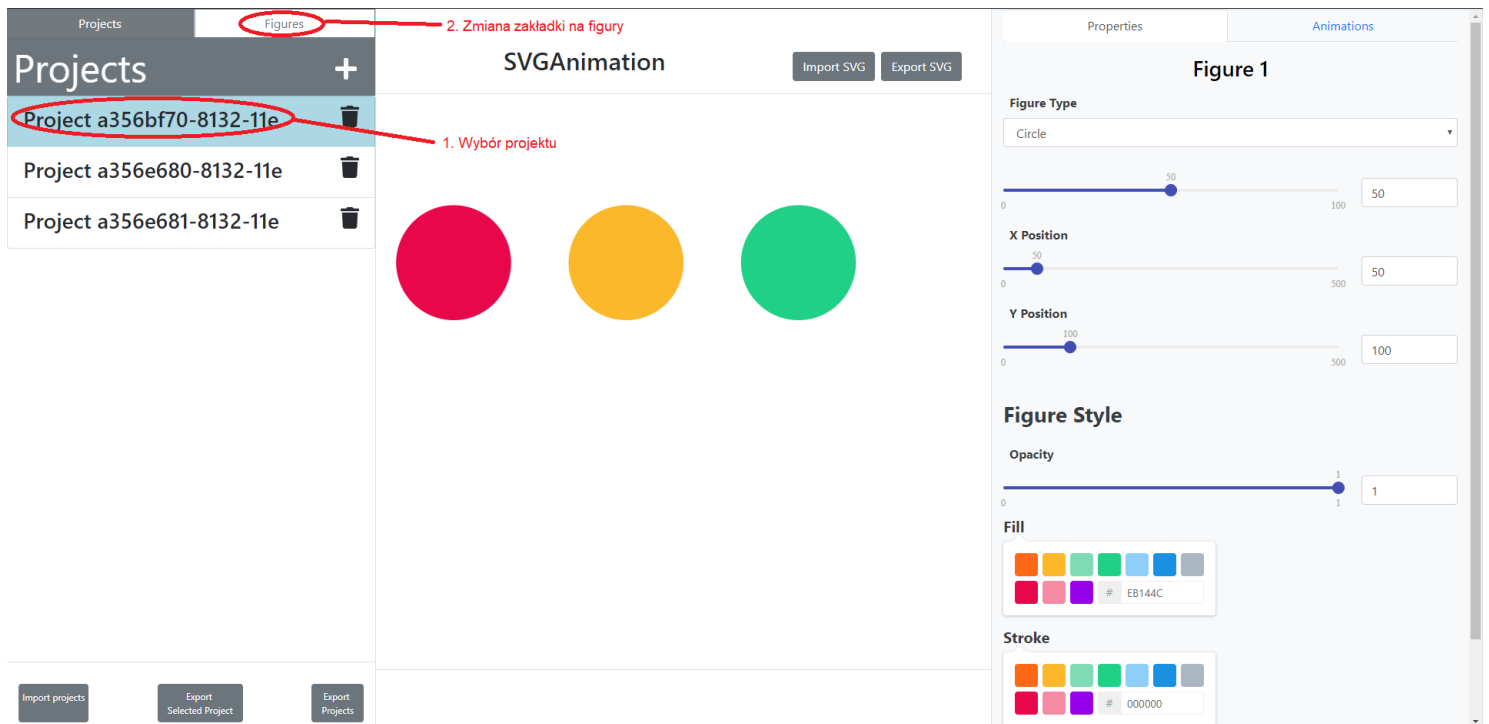 Projects
Figures
2. Zmiana zakładki na figury
Projects
+
Project a356bf70-8132-11e
1. Wybór projektu
Project a356e680-8132-11e
Project a356e681-8132-11e
Import projects
Export
Selected Project
Export
Projects
SVGAnimation
Import SVG
Export SVG
Properties
Animations
Figure 1
Figure Type
Circle
50
0
100
50
X Position
50
0
500
50
Y Position
100
0
500
100
Figure Style
Opacity
1
0
1
1
Fill
# EB144C
Stroke
# 000000